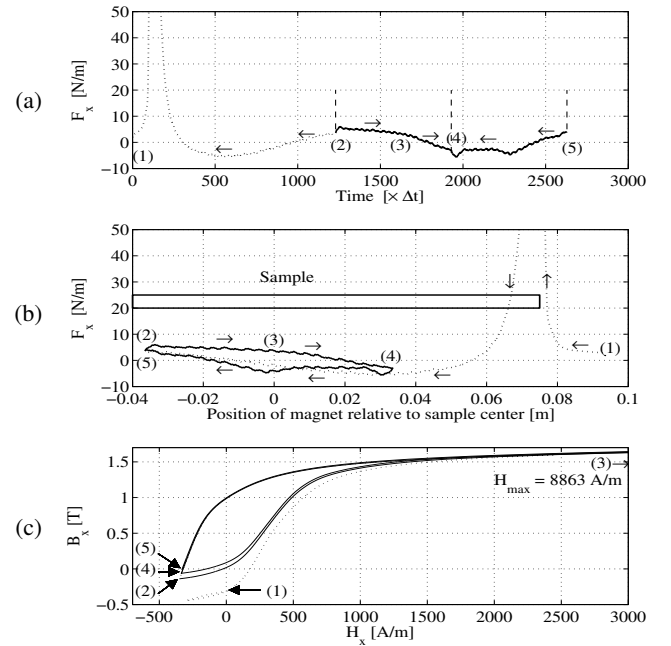 (a)
F_x [N/m]
50
40
30
20
10
0
−10
(1)
(2)
(3)
(4)
(5)
→ → ← ← ← ←
0 500 1000 1500 2000 2500 3000
Time [× Δt]
(b)
F_x [N/m]
50
40
30
20
10
0
−10
Sample
↓ ↑
(2) → (3) → (4)
(5) ← ← ← ← (1)
−0.04 −0.02 0 0.02 0.04 0.06 0.08 0.1
Position of magnet relative to sample center [m]
(c)
B_x [T]
1.5
1
0.5
0
−0.5
(3) →
H_max = 8863 A/m
(5)
(4)
(2)
(1)
−500 0 500 1000 1500 2000 2500 3000
H_x [A/m]